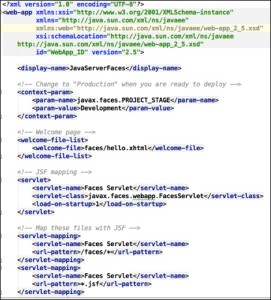 <?xml version="1.0" encoding="UTF-8"?>
<web-app xmlns:xsi="http://www.w3.org/2001/XMLSchema-instance"
xmlns="http://java.sun.com/xml/ns/javaee"
xmlns:web="http://java.sun.com/xml/ns/javaee/web-app_2_5.xsd"
xsi:schemaLocation="http://java.sun.com/xml/ns/javaee
http://java.sun.com/xml/ns/javaee/web-app_2_5.xsd"
id="WebApp_ID" version="2.5">
<display-name>JavaServerFaces</display-name>
<!-- Change to "Production" when you are ready to deploy -->
<context-param>
<param-name>javax.faces.PROJECT_STAGE</param-name>
<param-value>Development</param-value>
</context-param>
<!-- Welcome page -->
<welcome-file-list>
<welcome-file>faces/hello.xhtml</welcome-file>
</welcome-file-list>
<!-- JSF mapping -->
<servlet>
<servlet-name>Faces Servlet</servlet-name>
<servlet-class>javax.faces.webapp.FacesServlet</servlet-class>
<load-on-startup>1</load-on-startup>
</servlet>
<!-- Map these files with JSF -->
<servlet-mapping>
<servlet-name>Faces Servlet</servlet-name>
<url-pattern>/faces/*</url-pattern>
</servlet-mapping>
<servlet-mapping>
<servlet-name>Faces Servlet</servlet-name>
<url-pattern>*.jsf</url-pattern>
</servlet-mapping>